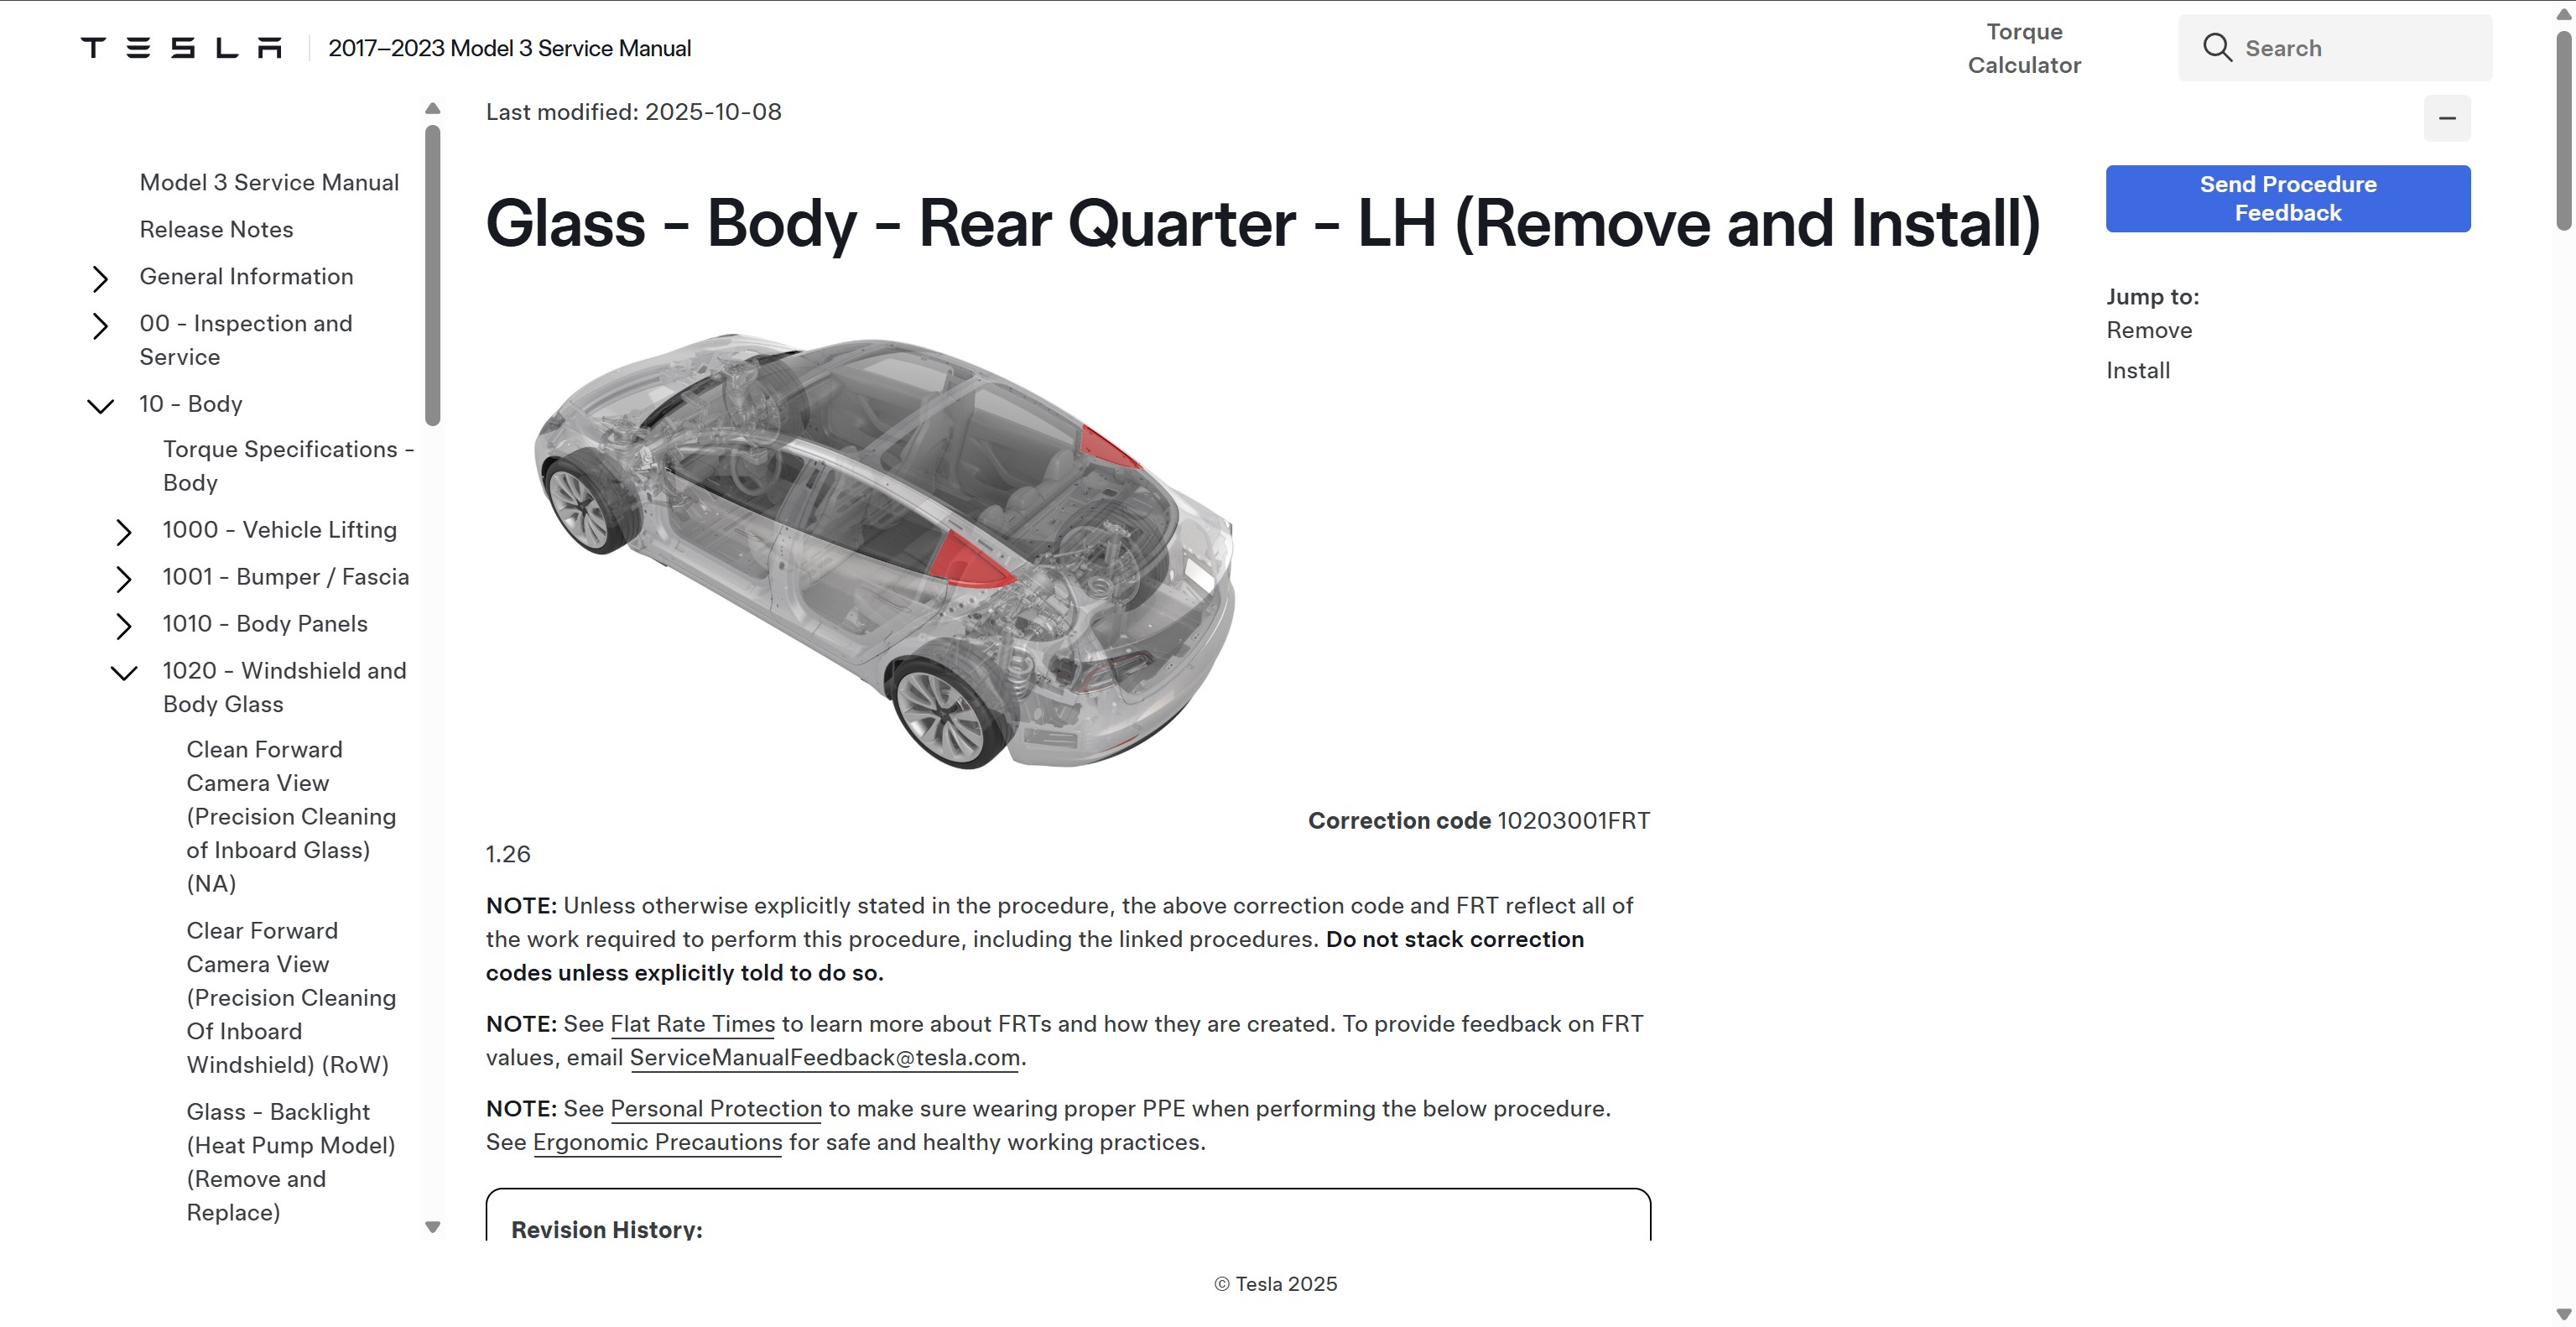 TESLA
2017–2023 Model 3 Service Manual
Torque
Calculator
Search
Model 3 Service Manual
Release Notes
General Information
00 - Inspection and
Service
10 - Body
Torque Specifications -
Body
1000 - Vehicle Lifting
1001 - Bumper / Fascia
1010 - Body Panels
1020 - Windshield and
Body Glass
Clean Forward
Camera View
(Precision Cleaning
of Inboard Glass)
(NA)
Clear Forward
Camera View
(Precision Cleaning
Of Inboard
Windshield) (RoW)
Glass - Backlight
(Heat Pump Model)
(Remove and
Replace)
Last modified: 2025-10-08
Glass - Body - Rear Quarter - LH (Remove and Install)
Correction code 10203001FRT
1.26
NOTE: Unless otherwise explicitly stated in the procedure, the above correction code and FRT reflect all of
the work required to perform this procedure, including the linked procedures. Do not stack correction
codes unless explicitly told to do so.
NOTE: See Flat Rate Times to learn more about FRTs and how they are created. To provide feedback on FRT
values, email ServiceManualFeedback@tesla.com.
NOTE: See Personal Protection to make sure wearing proper PPE when performing the below procedure.
See Ergonomic Precautions for safe and healthy working practices.
Revision History:
Send Procedure
Feedback
Jump to:
Remove
Install
© Tesla 2025